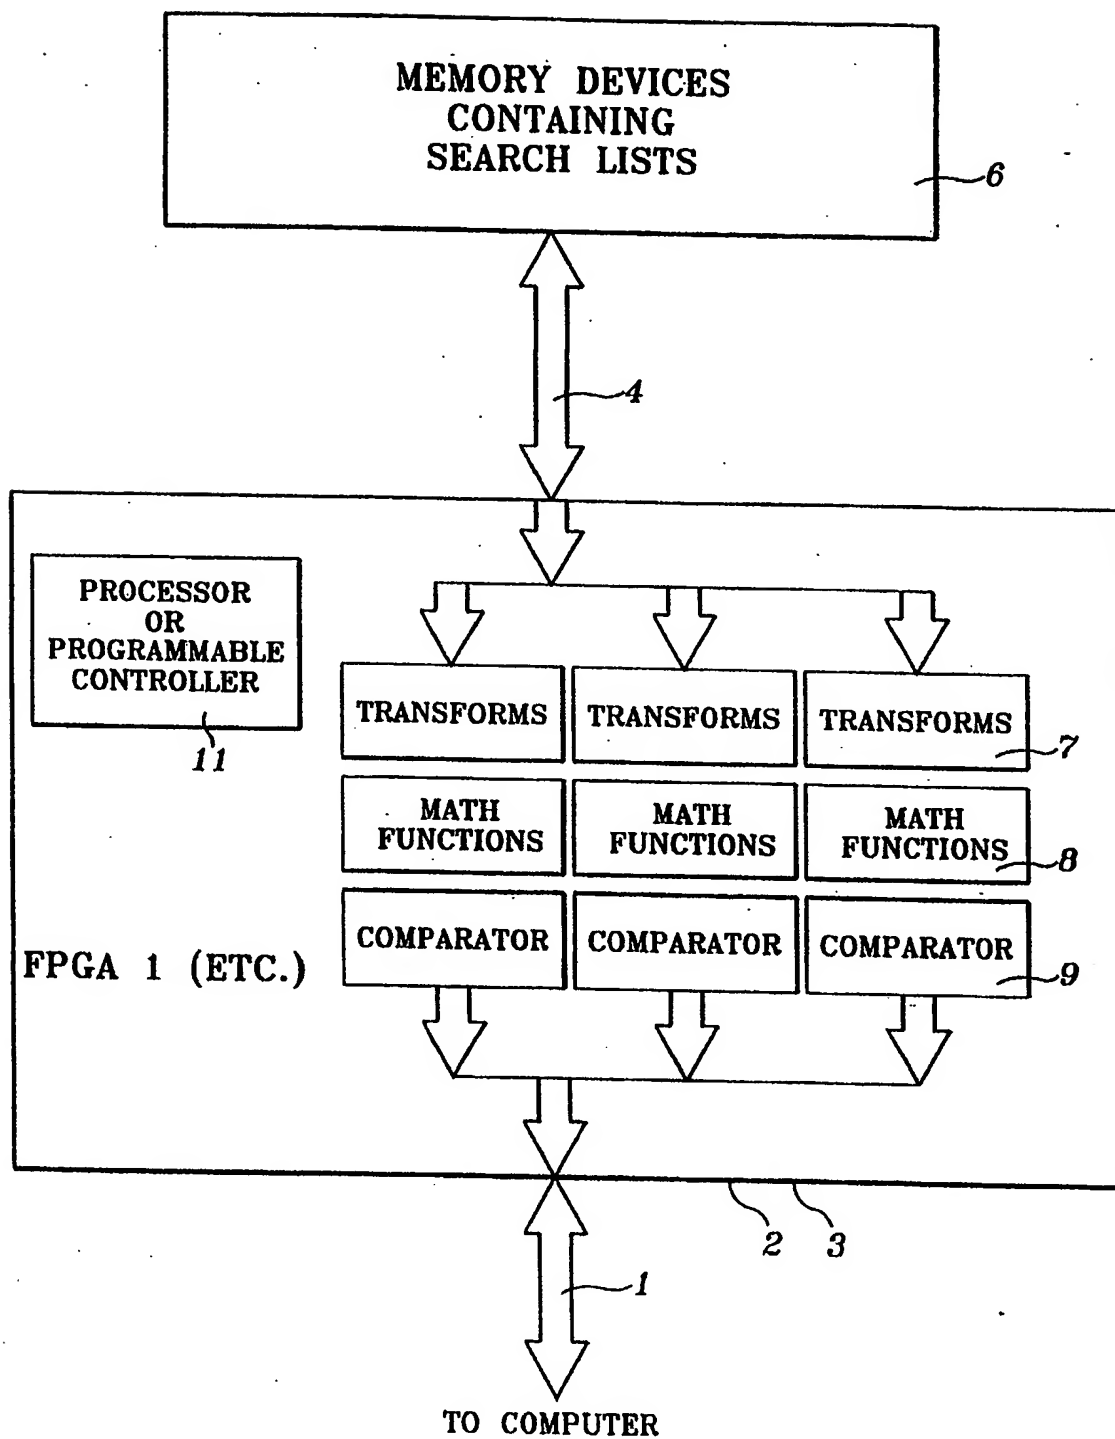 MEMORY DEVICES
CONTAINING
SEARCH LISTS
6
4
PROCESSOR
OR
PROGRAMMABLE
CONTROLLER
11
TRANSFORMS TRANSFORMS TRANSFORMS
7
MATH
FUNCTIONS
MATH
FUNCTIONS
MATH
FUNCTIONS
8
COMPARATOR COMPARATOR COMPARATOR
9
FPGA 1 (ETC.)
2
3
1
TO COMPUTER